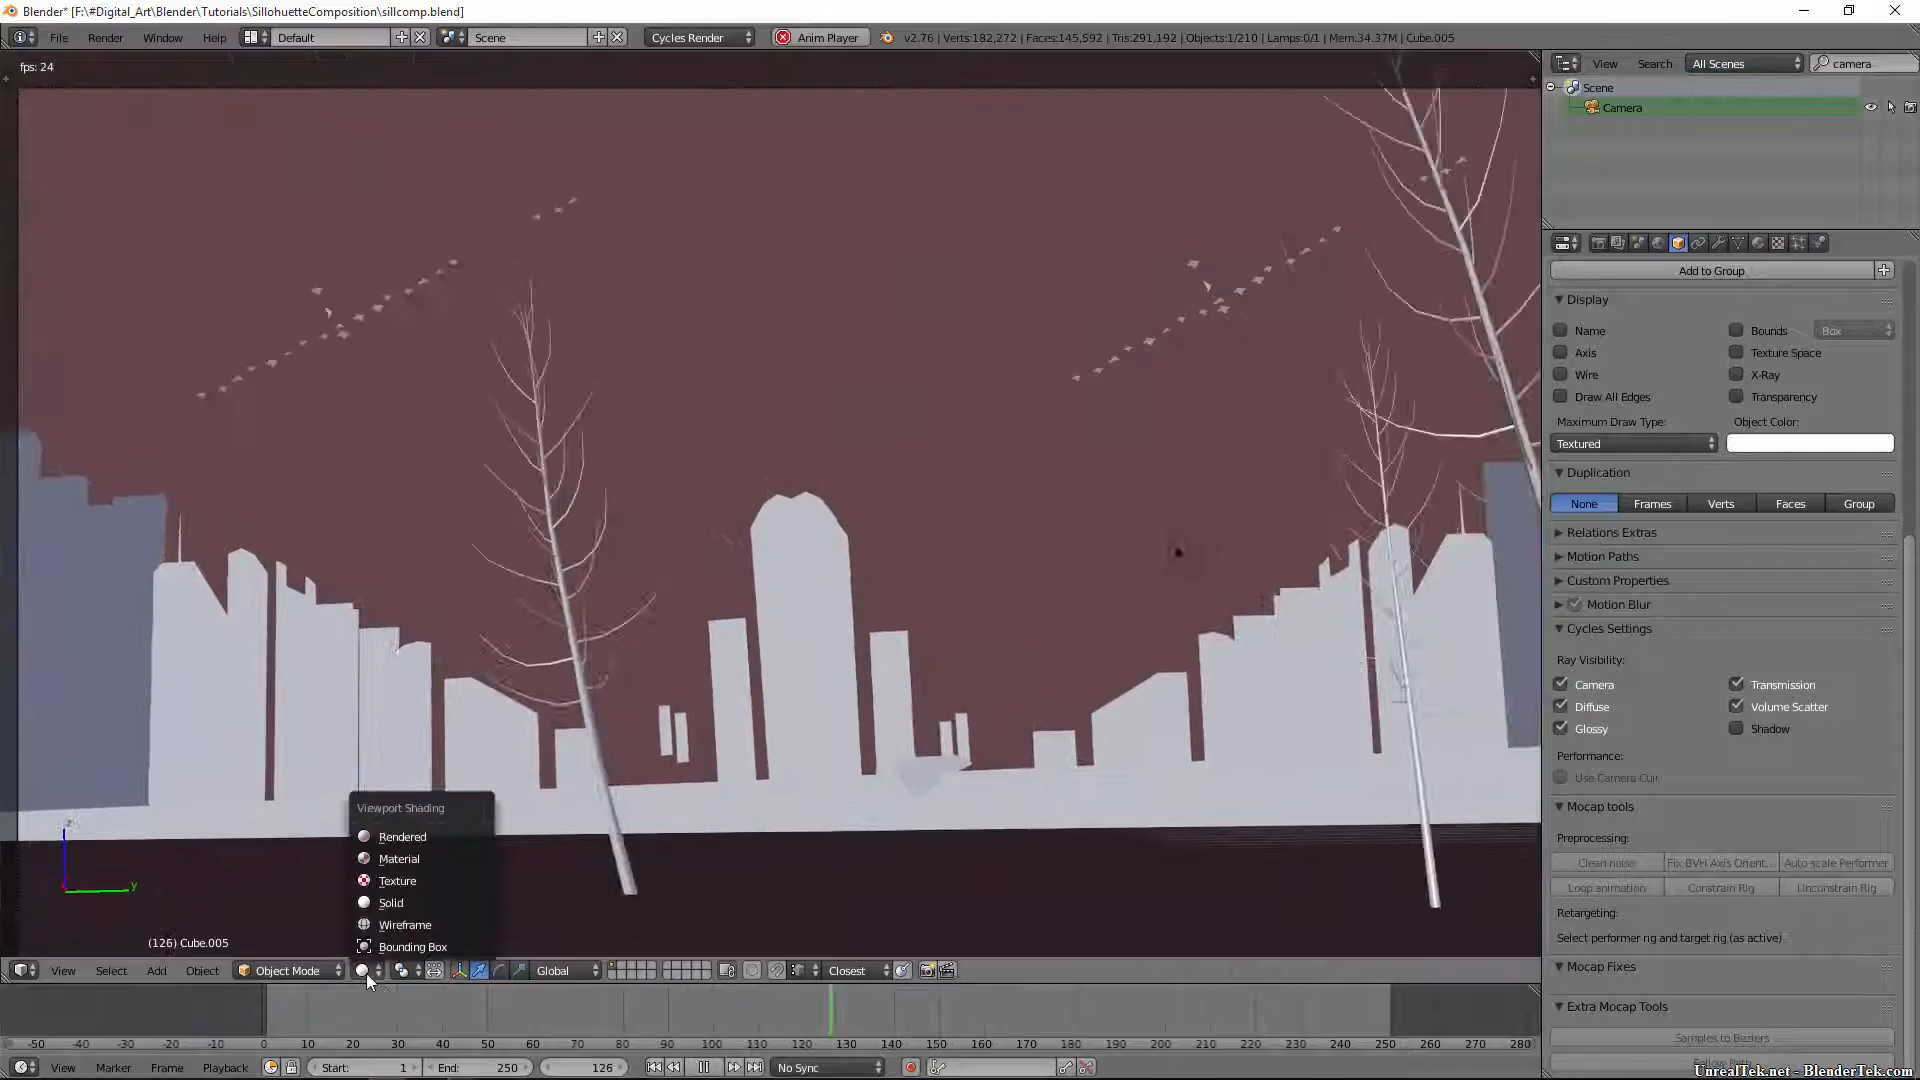 Blender* [F:\#Digital_Art\Blender\Tutorials\SillohuetteComposition\sillcomp.blend]
File Render Window Help Default Scene Cycles Render Anim Player v2.76 | Verts:182,272 | Faces:145,592 | Tris:291,192 | Objects:1/210 | Lamps:0/1 | Mem:34.37M | Cube.005
fps: 24
View Search All Scenes camera
Scene
Camera
Add to Group
Display
Name Bounds Box
Axis Texture Space
Wire X-Ray
Draw All Edges Transparency
Maximum Draw Type: Object Color:
Textured
Duplication
None Frames Verts Faces Group
Relations Extras
Motion Paths
Custom Properties
Motion Blur
Cycles Settings
Ray Visibility:
Camera Transmission
Diffuse Volume Scatter
Glossy Shadow
Performance:
Use Camera Cull
Mocap tools
Preprocessing:
Clean noise Fix BVH Axis Orient.. Auto scale Performer
Loop animation Constrain Rig Unconstrain Rig
Retargeting:
Select performer rig and target rig (as active)
Mocap Fixes
Extra Mocap Tools
Samples to Beziers
Follow Path
Viewport Shading
Rendered
Material
Texture
Solid
Wireframe
Bounding Box
z
y
(126) Cube.005
View Select Add Object Object Mode Global Closest
-50 -40 -30 -20 -10 0 10 20 30 40 50 60 70 80 90 100 110 120 130 140 150 160 170 180 190 200 210 220 230 240 250 260 270 280
View Marker Frame Playback Start: 1 End: 250 126 No Sync
UnrealTek.net - BlenderTek.com